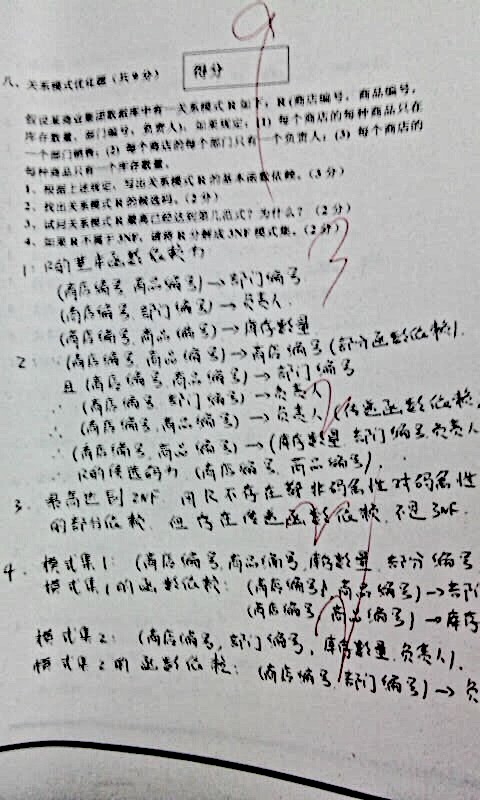 9
八、关系模式优化题（共9分） 得分
假设某商业集团数据库中有一关系模式R如下：R(商店编号，商品编号，
库存数量，部门编号，负责人)，如果规定：(1) 每个商店的每种商品只在
一个部门销售；(2) 每个商店的每个部门只有一个负责人；(3) 每个商店的
每种商品只有一个库存数量。
1、根据上述规定，写出关系模式R的基本函数依赖。(3分)
2、找出关系模式R的候选码。(2分)
3、试问关系模式R最高已经达到第几范式？为什么？(2分)
4、如果R不属于3NF，请将R分解成3NF模式集。(2分)
1: R的基本函数依赖为 3
(商店编号,商品编号)→部门编号
(商店编号,部门编号)→负责人.
(商店编号,商品编号)→库存数量
2: (商店编号,商品编号)→商店编号(部分函数依赖).
且(商店编号,商品编号)→部门编号
∵(商店编号,部门编号)→负责人
∴(商店编号,商品编号)→负责人(传递函数依赖
∴(商店编号,商品编号)→(库存数量,部门编号,负责人
∴R的候选码为(商店编号,商品编号). 2
3. 最高达到2NF. 因R不存在非码属性对码属性
的部分依赖, 但存在传递函数依赖, 不是3NF. 2
4. 模式集1: (商店编号,商品编号,库存数量,部分编号
模式集1的函数依赖: (商店编号,商品编号)→部
(商店编号,商品编号)→库存
模式集2: (商店编号,部门编号,库存数量,负责人).
模式集2的函数依赖: (商店编号,部门编号)→负